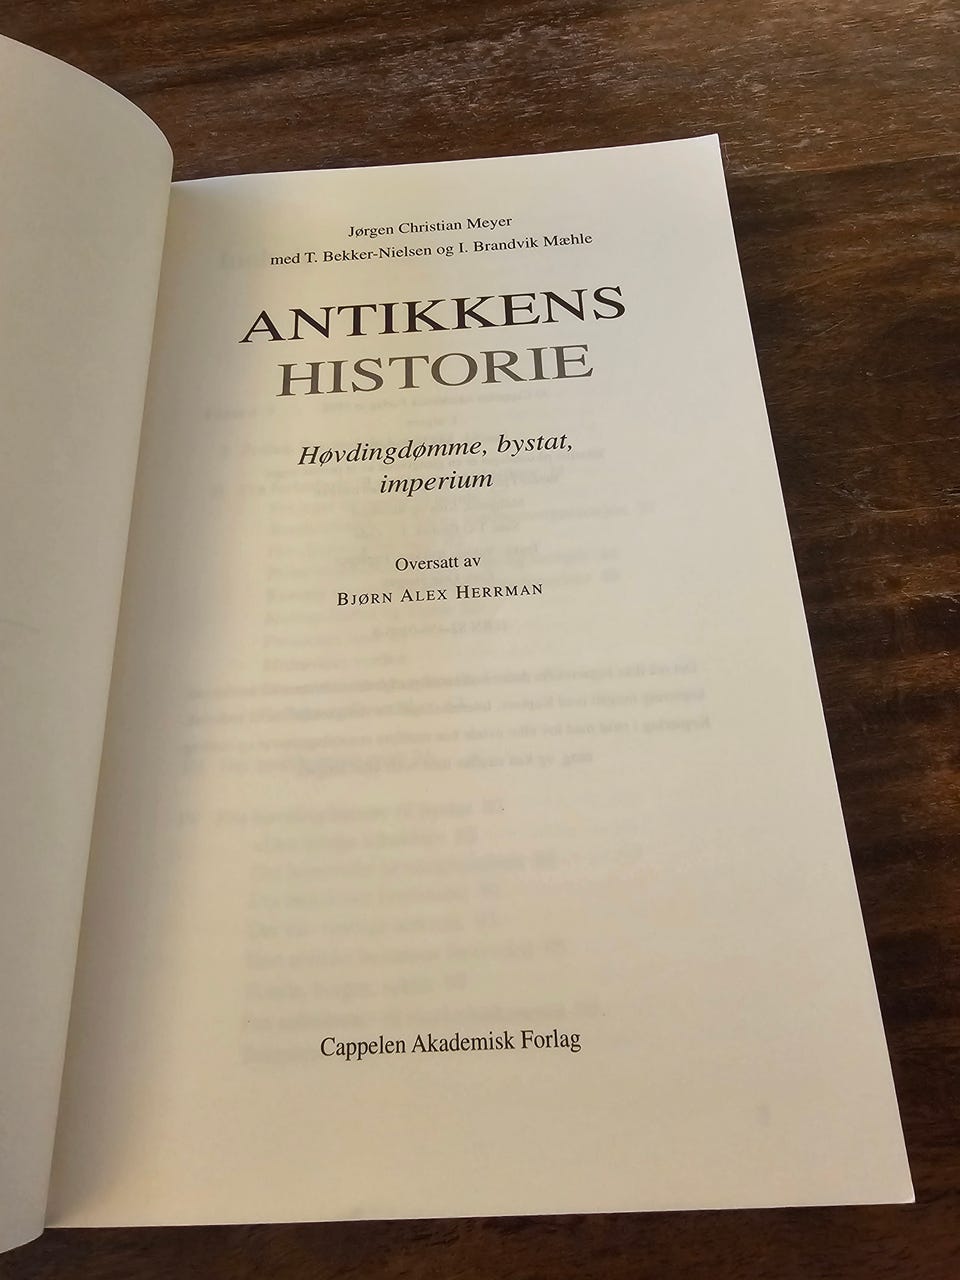 Jørgen Christian Meyer
med T. Bekker-Nielsen og I. Brandvik Mæhle
ANTIKKENS
HISTORIE
Høvdingdømme, bystat,
imperium
Oversatt av
BJØRN ALEX HERRMAN
Cappelen Akademisk Forlag